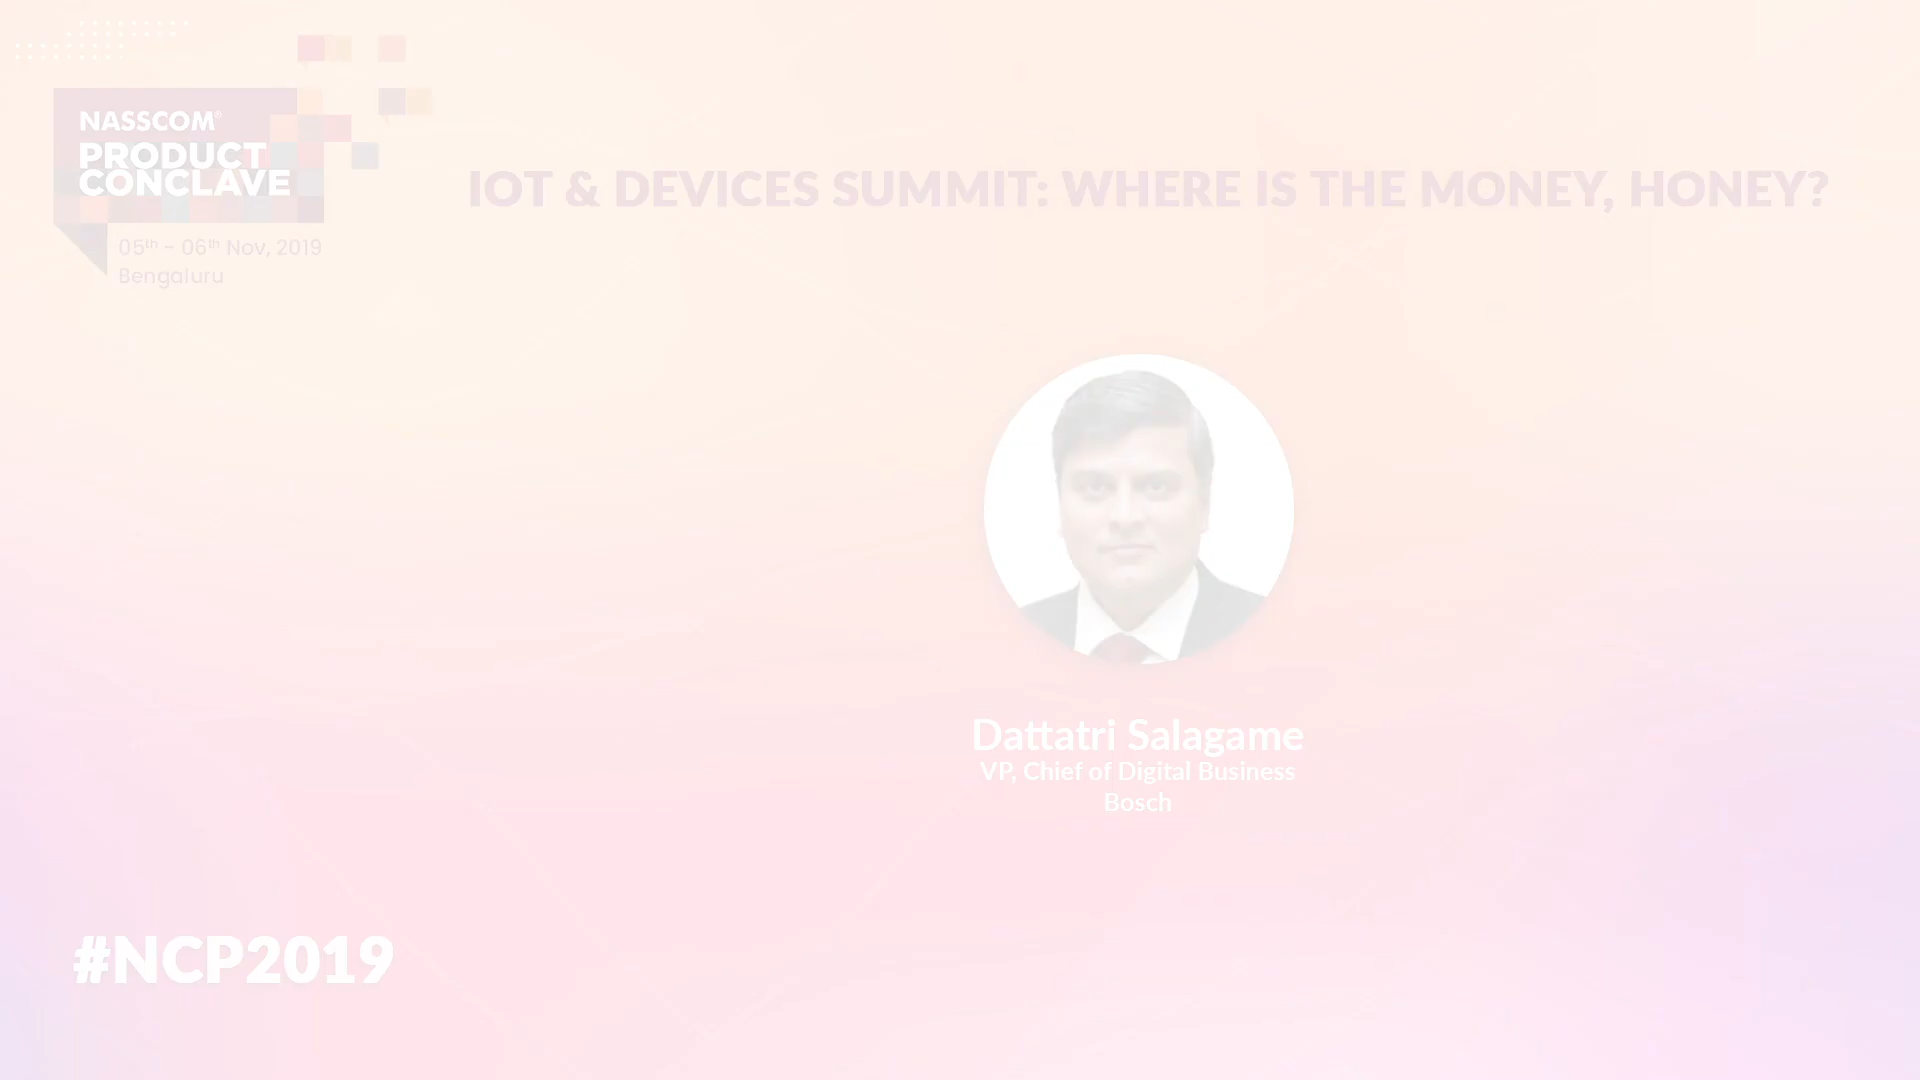 NASSCOM®
PRODUCT
CONCLAVE
05th - 06th Nov, 2019
Bengaluru
IOT & DEVICES SUMMIT: WHERE IS THE MONEY, HONEY?
Dattatri Salagame
VP, Chief of Digital Business
Bosch
#NCP2019